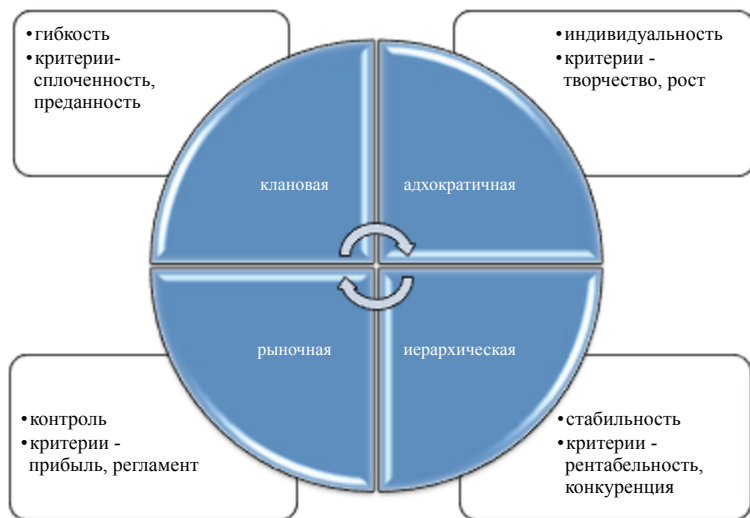 •гибкость
•критерии-
сплоченность,
преданность
•индивидуальность
•критерии -
творчество, рост
клановая
адхократичная
рыночная
иерархическая
•контроль
•критерии -
прибыль, регламент
•стабильность
•критерии -
рентабельность,
конкуренция